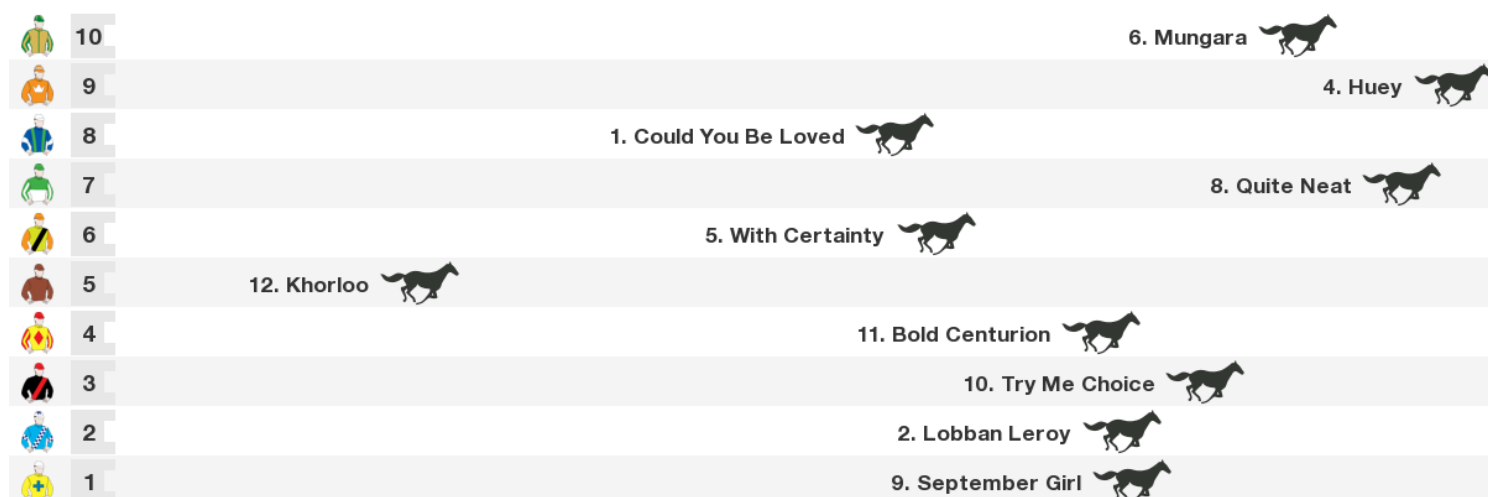 10 6. Mungara
9 4. Huey
8 1. Could You Be Loved
7 8. Quite Neat
6 5. With Certainty
5 12. Khorloo
4 11. Bold Centurion
3 10. Try Me Choice
2 2. Lobban Leroy
1 9. September Girl